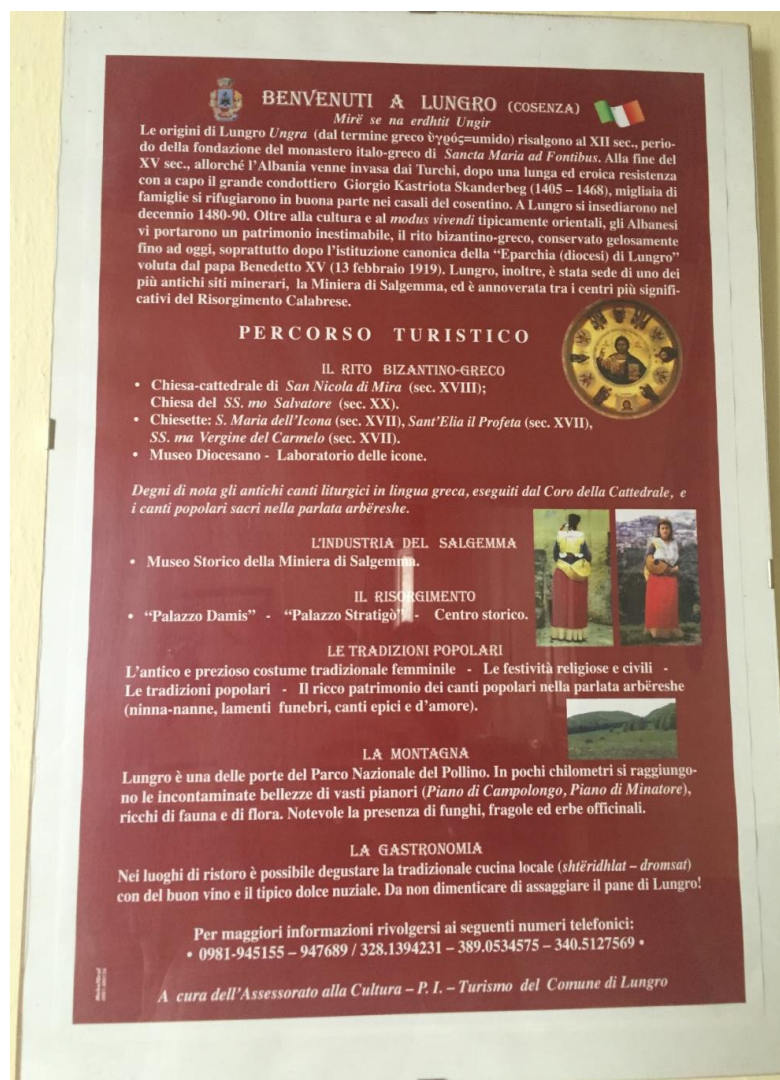 BENVENUTI A LUNGRO (COSENZA)
Mirë se na erdhtit Ungir
Le origini di Lungro Ungra (dal termine greco ὑγρός=umido) risalgono al XII sec., perio-
do della fondazione del monastero italo-greco di Sancta Maria ad Fontibus. Alla fine del
XV sec., allorché l'Albania venne invasa dai Turchi, dopo una lunga ed eroica resistenza
con a capo il grande condottiero Giorgio Kastriota Skanderbeg (1405 – 1468), migliaia di
famiglie si rifugiarono in buona parte nei casali del cosentino. A Lungro si insediarono nel
decennio 1480-90. Oltre alla cultura e al modus vivendi tipicamente orientali, gli Albanesi
vi portarono un patrimonio inestimabile, il rito bizantino-greco, conservato gelosamente
fino ad oggi, soprattutto dopo l'istituzione canonica della “Eparchia (diocesi) di Lungro”
voluta dal papa Benedetto XV (13 febbraio 1919). Lungro, inoltre, è stata sede di uno dei
più antichi siti minerari, la Miniera di Salgemma, ed è annoverata tra i centri più signifi-
cativi del Risorgimento Calabrese.
PERCORSO TURISTICO
IL RITO BIZANTINO-GRECO
• Chiesa-cattedrale di San Nicola di Mira (sec. XVIII);
Chiesa del SS. mo Salvatore (sec. XX).
• Chiesette: S. Maria dell'Icona (sec. XVII), Sant'Elia il Profeta (sec. XVII),
SS. ma Vergine del Carmelo (sec. XVII).
• Museo Diocesano - Laboratorio delle icone.
Degni di nota gli antichi canti liturgici in lingua greca, eseguiti dal Coro della Cattedrale, e
i canti popolari sacri nella parlata arbëreshe.
L'INDUSTRIA DEL SALGEMMA
• Museo Storico della Miniera di Salgemma.
IL RISORGIMENTO
• “Palazzo Damis” - “Palazzo Stratigò” - Centro storico.
LE TRADIZIONI POPOLARI
L'antico e prezioso costume tradizionale femminile - Le festività religiose e civili -
Le tradizioni popolari - Il ricco patrimonio dei canti popolari nella parlata arbëreshe
(ninna-nanne, lamenti funebri, canti epici e d'amore).
LA MONTAGNA
Lungro è una delle porte del Parco Nazionale del Pollino. In pochi chilometri si raggiungo-
no le incontaminate bellezze di vasti pianori (Piano di Campolongo, Piano di Minatore),
ricchi di fauna e di flora. Notevole la presenza di funghi, fragole ed erbe officinali.
LA GASTRONOMIA
Nei luoghi di ristoro è possibile degustare la tradizionale cucina locale (shtëridhlat – dromsat)
con del buon vino e il tipico dolce nuziale. Da non dimenticare di assaggiare il pane di Lungro!
Per maggiori informazioni rivolgersi ai seguenti numeri telefonici:
• 0981-945155 – 947689 / 328.1394231 – 389.0534575 – 340.5127569 •
A cura dell'Assessorato alla Cultura – P. I. – Turismo del Comune di Lungro